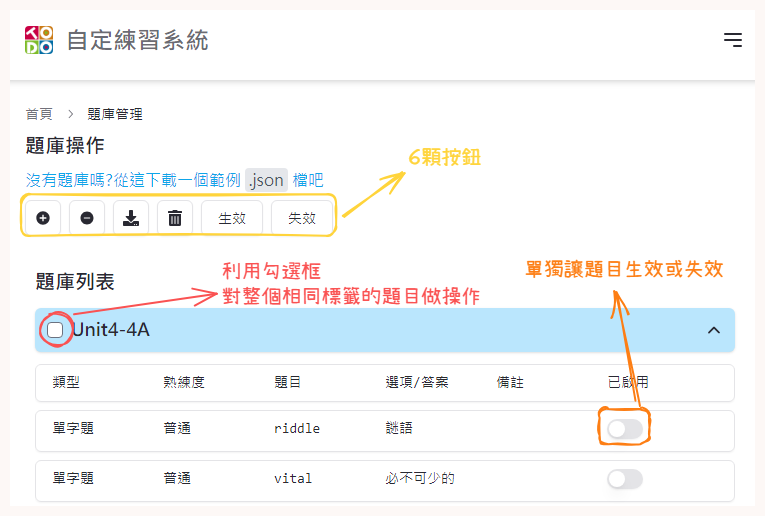 TO
DO
自定練習系統
首頁 > 題庫管理
題庫操作
沒有題庫嗎?從這下載一個範例 .json 檔吧
6顆按鈕
生效 失效
題庫列表
利用勾選框
對整個相同標籤的題目做操作
單獨讓題目生效或失效
Unit4-4A
類型 熟練度 題目 選項/答案 備註 已啟用
單字題 普通 riddle 謎語
單字題 普通 vital 必不可少的